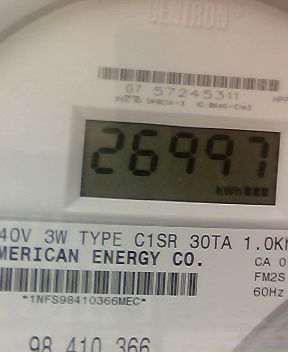 CENTRON
07 57245311
26997
kWh
40V 3W TYPE C1SR 30TA 1.0K
MERICAN ENERGY CO.
CA 0
FM2S
*1NFS98410366MEC*
60Hz
98 410 366